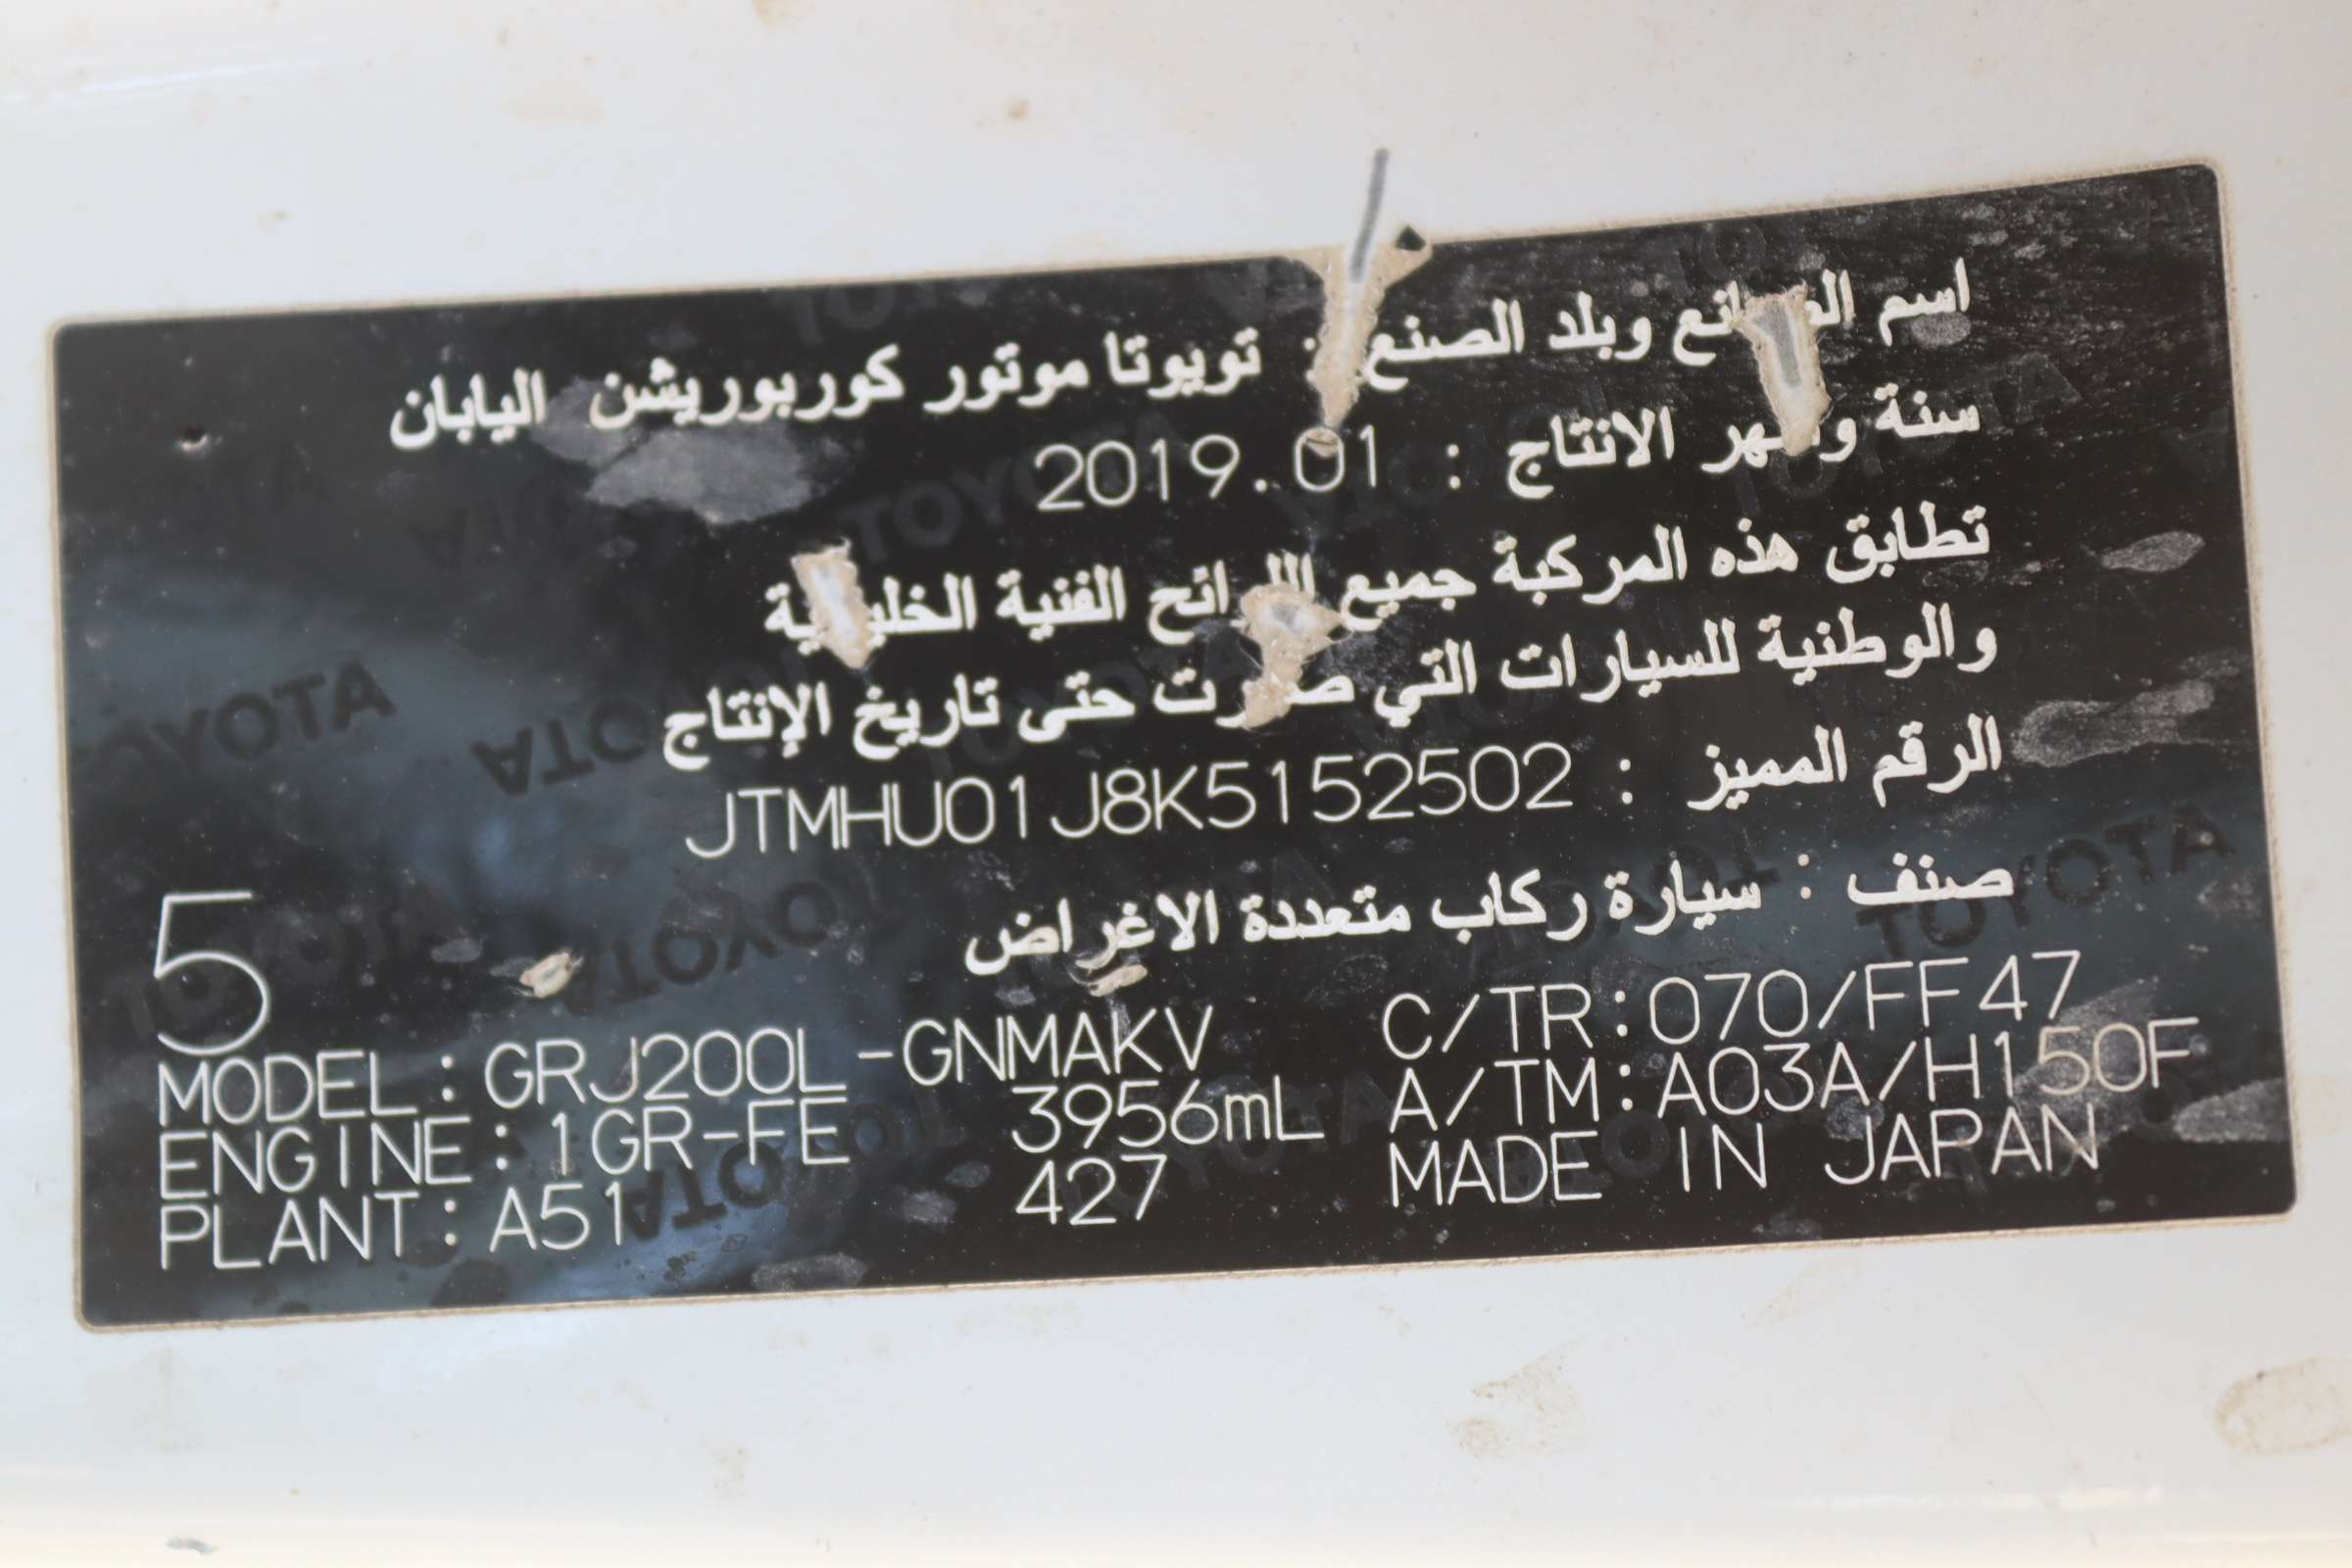 اسم الصانع وبلد الصنع : تويوتا موتور كوربوريشن اليابان
سنة وشهر الانتاج : 2019.01
تطابق هذه المركبة جميع اللوائح الفنية الخليجية
والوطنية للسيارات التي صدرت حتى تاريخ الإنتاج
الرقم المميز : JTMHU01J8K5152502
صنف : سيارة ركاب متعددة الاغراض
5
MODEL: GRJ200L-GNMAKV C/TR:070/FF47
ENGINE: 1GR-FE 3956mL A/TM:A03A/H150F
PLANT: A51 427 MADE IN JAPAN